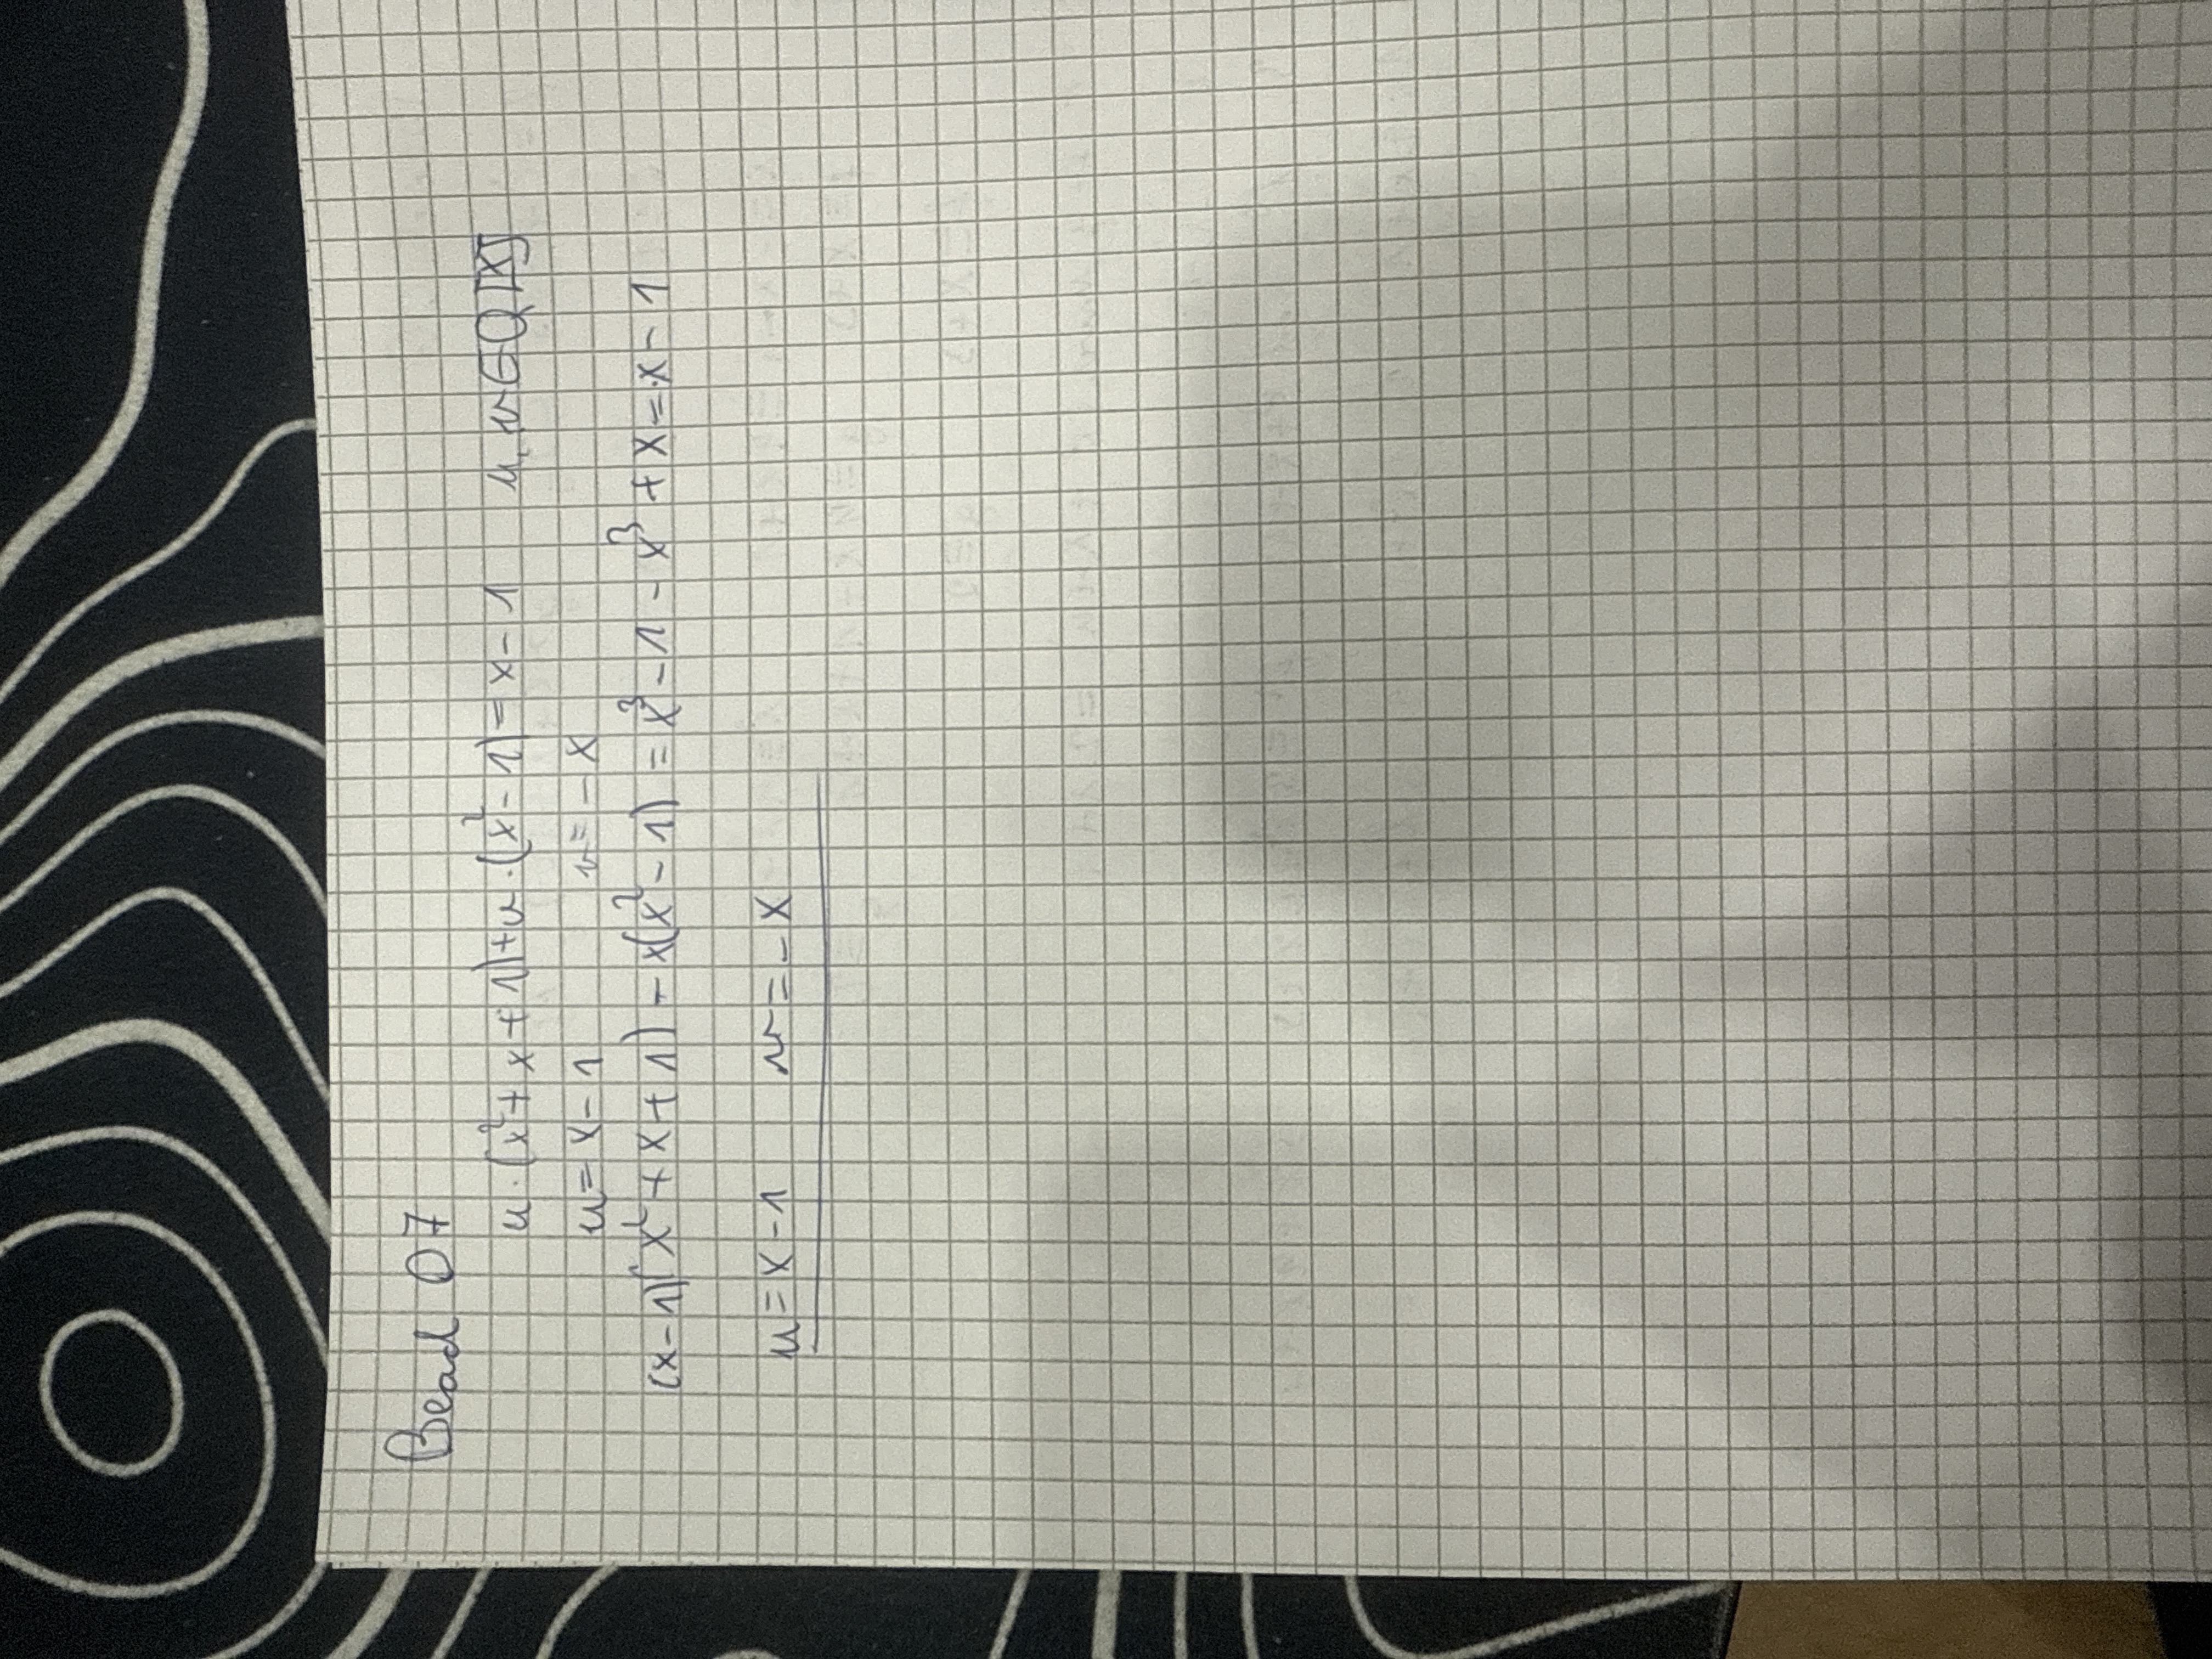 Bead 07
u · (x² + x + 1) + v · (x² - 1) = x - 1 u, v ∈ Q[X]
u = x - 1 v = - x
(x - 1)(x² + x + 1) - x(x² - 1) = x³ - 1 - x³ + x = x - 1
u = x - 1 v = - x